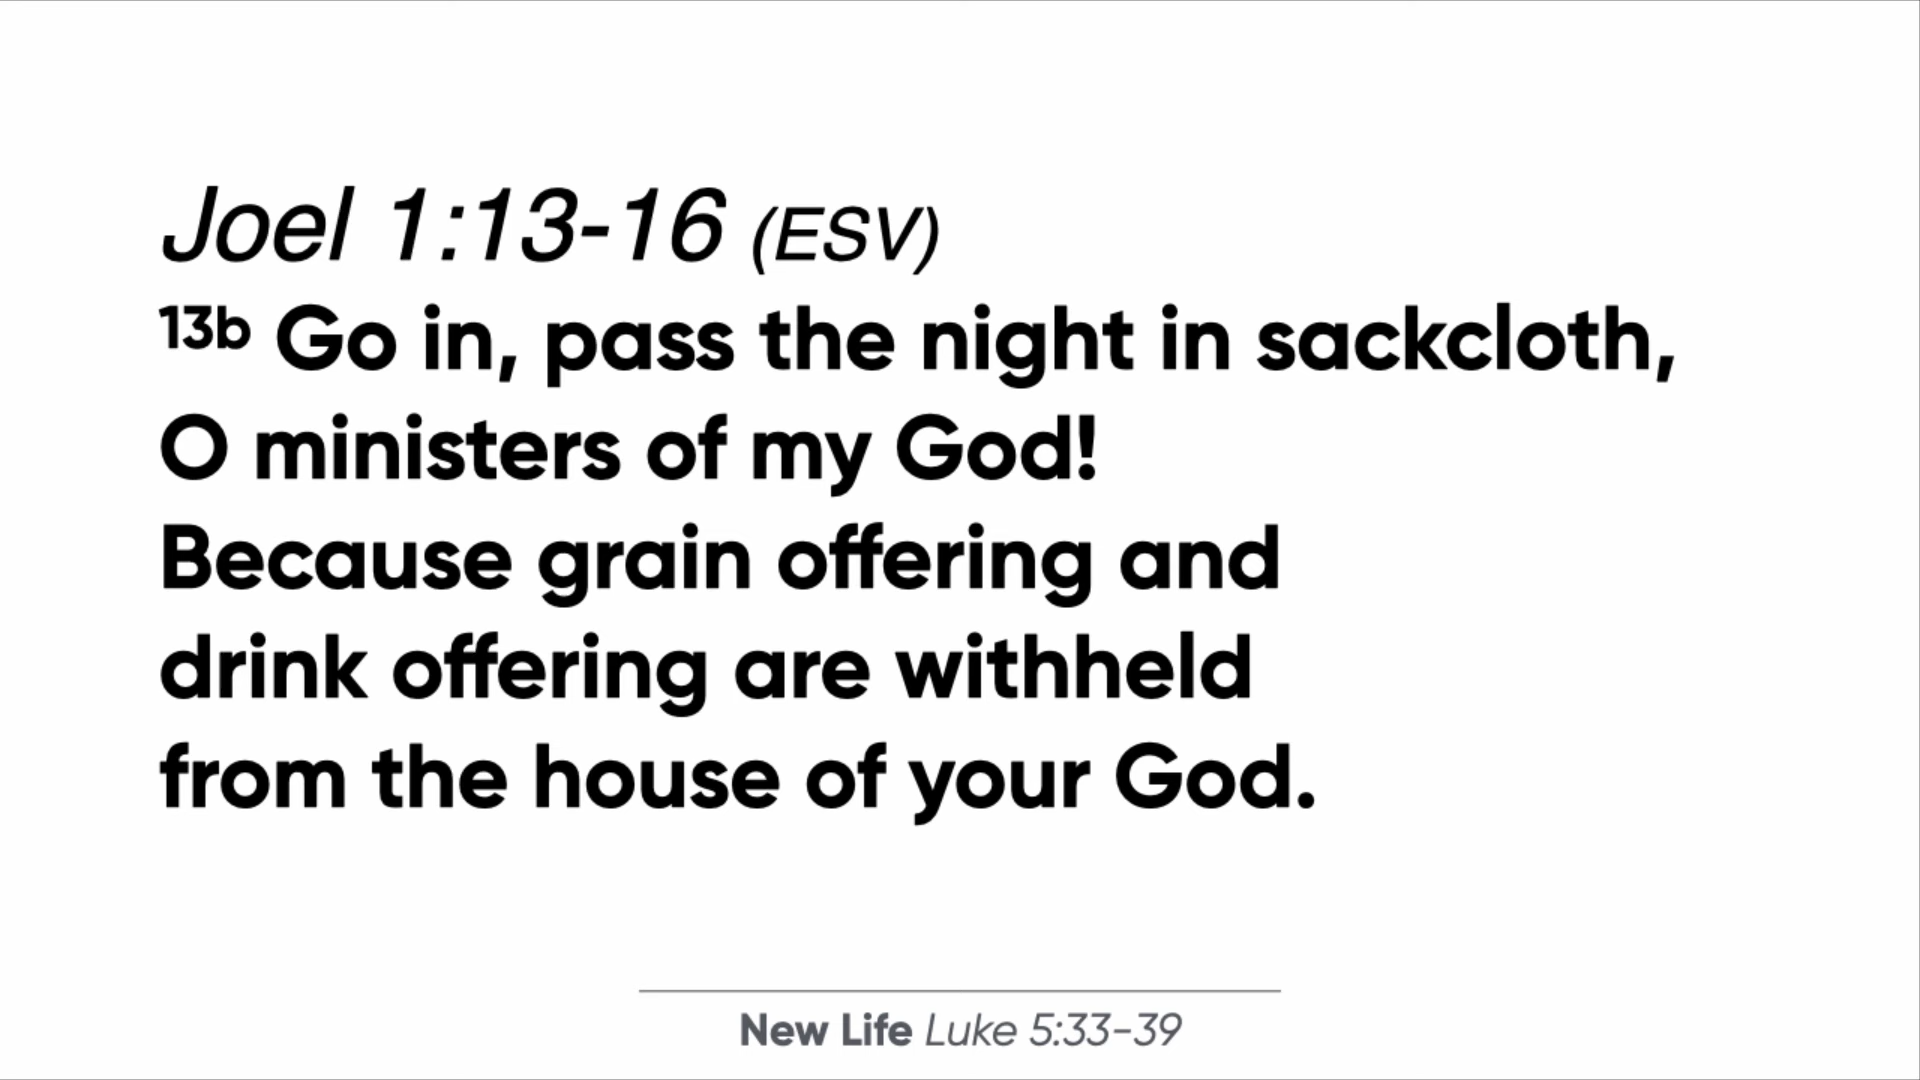 Joel 1:13-16 (ESV)
13b Go in, pass the night in sackcloth,
O ministers of my God!
Because grain offering and
drink offering are withheld
from the house of your God.
New Life Luke 5:33–39